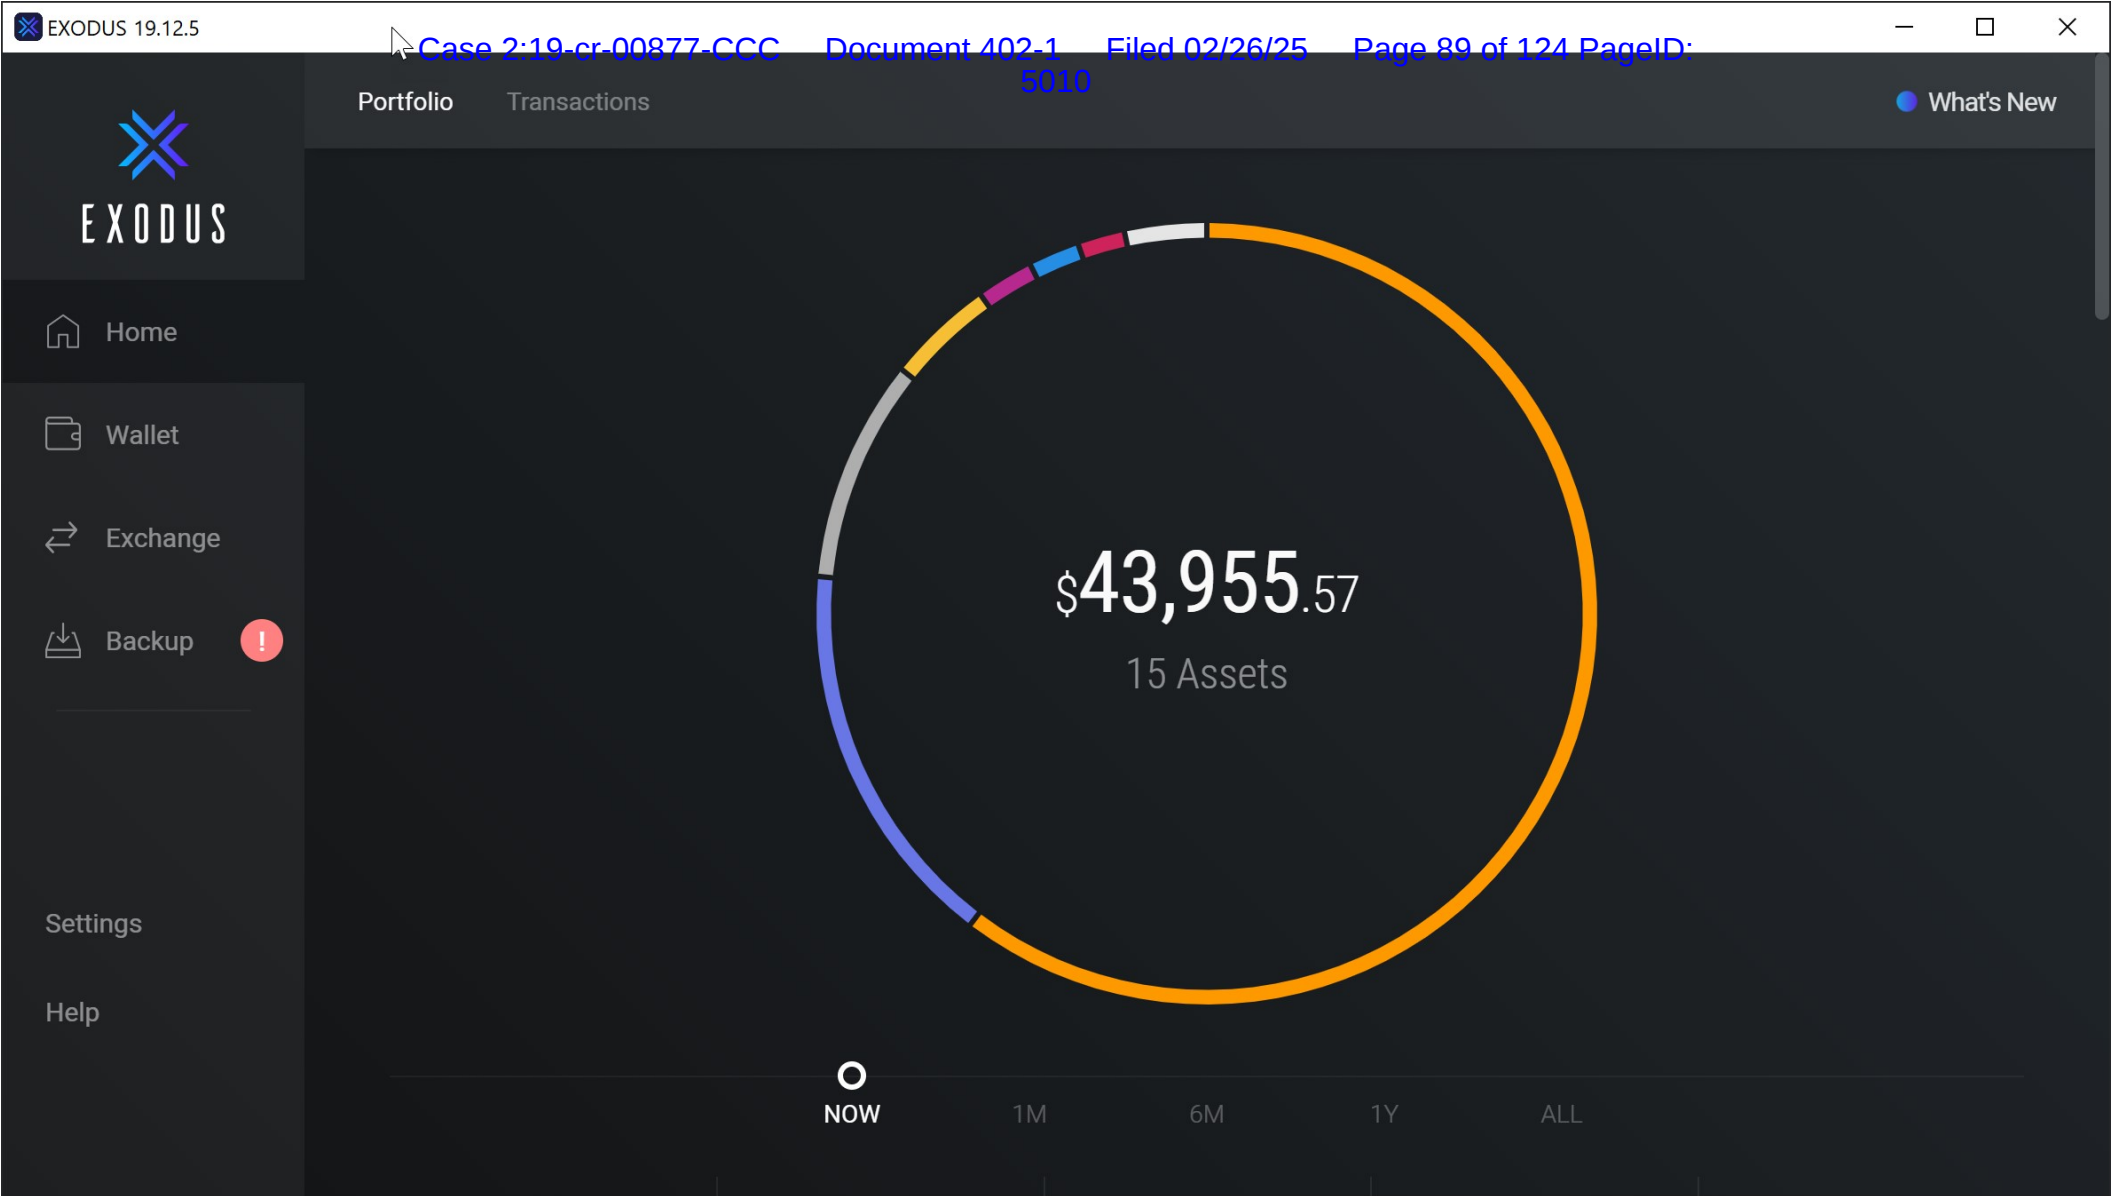 EXODUS 19.12.5
Case 2:19-cr-00877-CCC Document 402-1 Filed 02/26/25 Page 89 of 124 PageID:
5010
Portfolio Transactions
What's New
EXODUS
Home
Wallet
Exchange
Backup !
Settings
Help
$43,955.57
15 Assets
NOW 1M 6M 1Y ALL